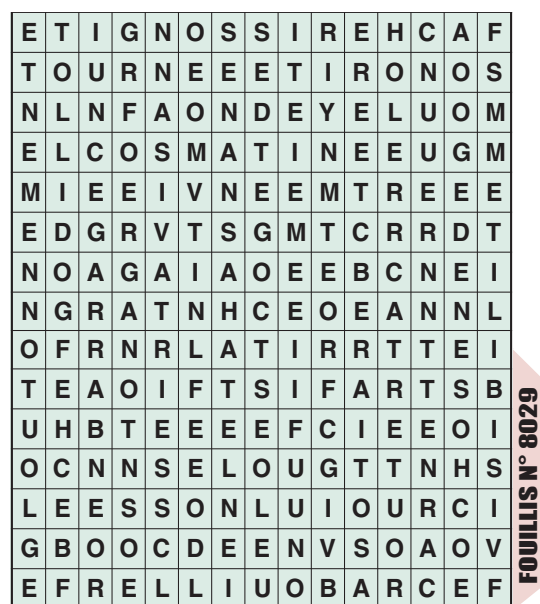 E T I G N O S S I R E H C A F
T O U R N E E E T I R O N O S
N L N F A O N D E Y E L U O M
E L C O S M A T I N E E U G M
M I E E I V N E E M T R E E E
E D G R V T S G M T C R R D T
N O A G A I A O E E B C N E I
N G R A T N H C E O E A N N L
O F R N R L A T I R R T T E I
T E A O I F T S I F A R T S B
U H B T E E E E F C I E E O I
O C N N S E L O U G T T N H S
L E E S S O N L U I O U R C I
G B O O C D E E N V S O A O V
E F R E L L I U O B A R C E F
FOUILLIS N° 8029